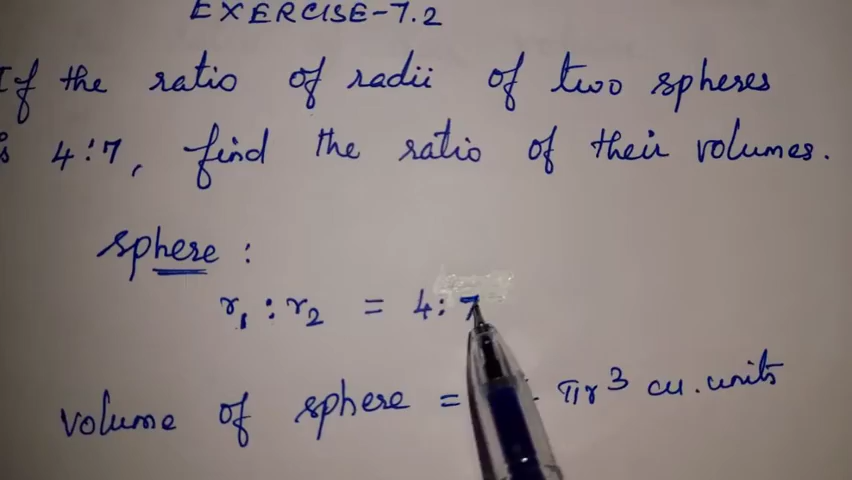 EXERCISE-7.2
If the ratio of radii of two spheres
4:7, find the ratio of their volumes.
sphere:
r₁:r₂ = 4:7
volume of sphere = πr³ cu.units